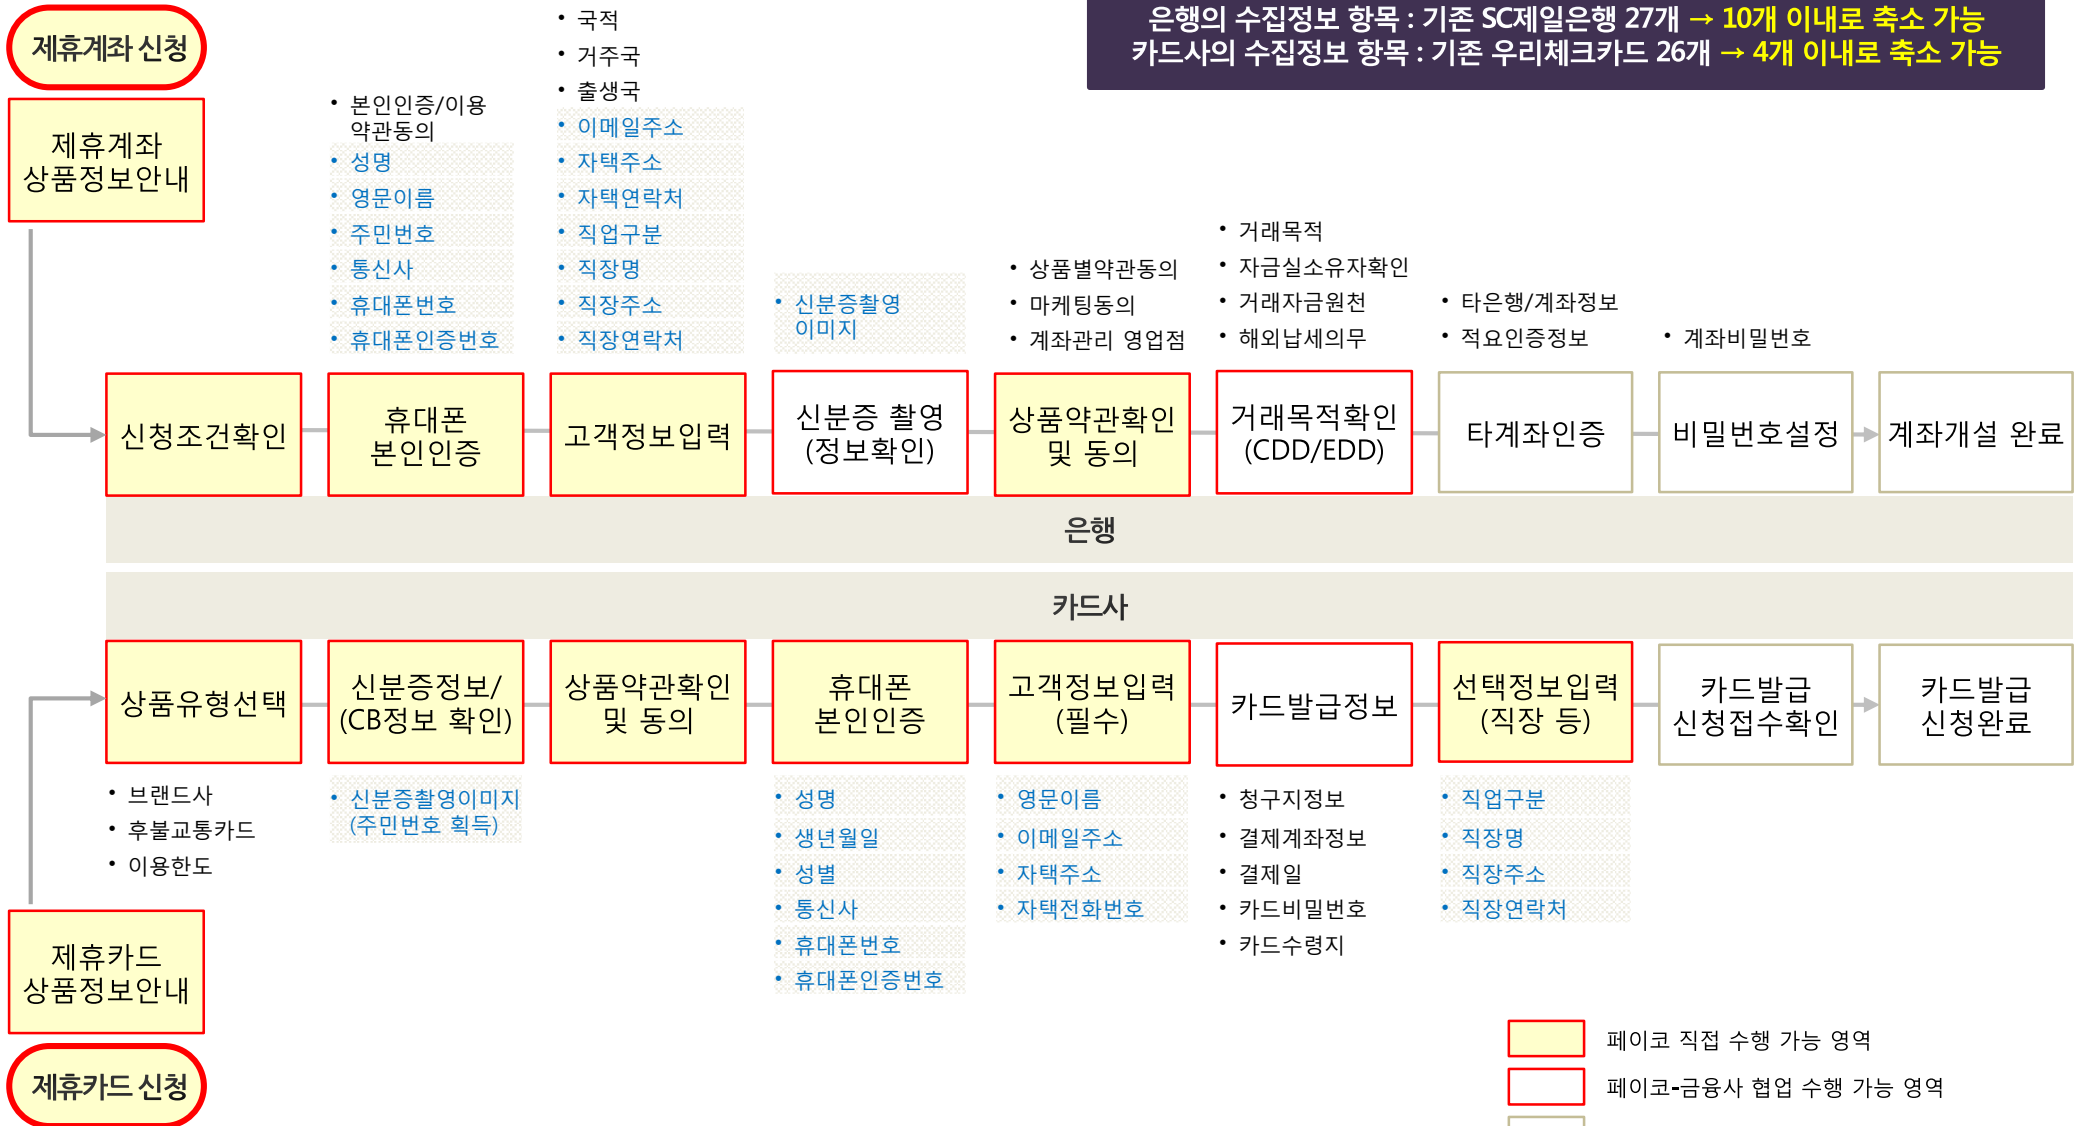 제휴계좌 신청
은행의 수집정보 항목 : 기존 SC제일은행 27개 → 10개 이내로 축소 가능
카드사의 수집정보 항목 : 기존 우리체크카드 26개 → 4개 이내로 축소 가능
제휴계좌
상품정보안내
• 본인인증/이용
약관동의
• 성명
• 영문이름
• 주민번호
• 통신사
• 휴대폰번호
• 휴대폰인증번호
• 국적
• 거주국
• 출생국
• 이메일주소
• 자택주소
• 자택연락처
• 직업구분
• 직장명
• 직장주소
• 직장연락처
• 신분증촬영
이미지
• 상품별약관동의
• 마케팅동의
• 계좌관리 영업점
• 거래목적
• 자금실소유자확인
• 거래자금원천
• 해외납세의무
• 타은행/계좌정보
• 적요인증정보
• 계좌비밀번호
신청조건확인
휴대폰
본인인증
고객정보입력
신분증 촬영
(정보확인)
상품약관확인
및 동의
거래목적확인
(CDD/EDD)
타계좌인증
비밀번호설정
계좌개설 완료
은행
카드사
상품유형선택
신분증정보/
(CB정보 확인)
상품약관확인
및 동의
휴대폰
본인인증
고객정보입력
(필수)
카드발급정보
선택정보입력
(직장 등)
카드발급
신청접수확인
카드발급
신청완료
• 브랜드사
• 후불교통카드
• 이용한도
• 신분증촬영이미지
(주민번호 획득)
• 성명
• 생년월일
• 성별
• 통신사
• 휴대폰번호
• 휴대폰인증번호
• 영문이름
• 이메일주소
• 자택주소
• 자택전화번호
• 청구지정보
• 결제계좌정보
• 결제일
• 카드비밀번호
• 카드수령지
• 직업구분
• 직장명
• 직장주소
• 직장연락처
제휴카드
상품정보안내
제휴카드 신청
페이코 직접 수행 가능 영역
페이코-금융사 협업 수행 가능 영역